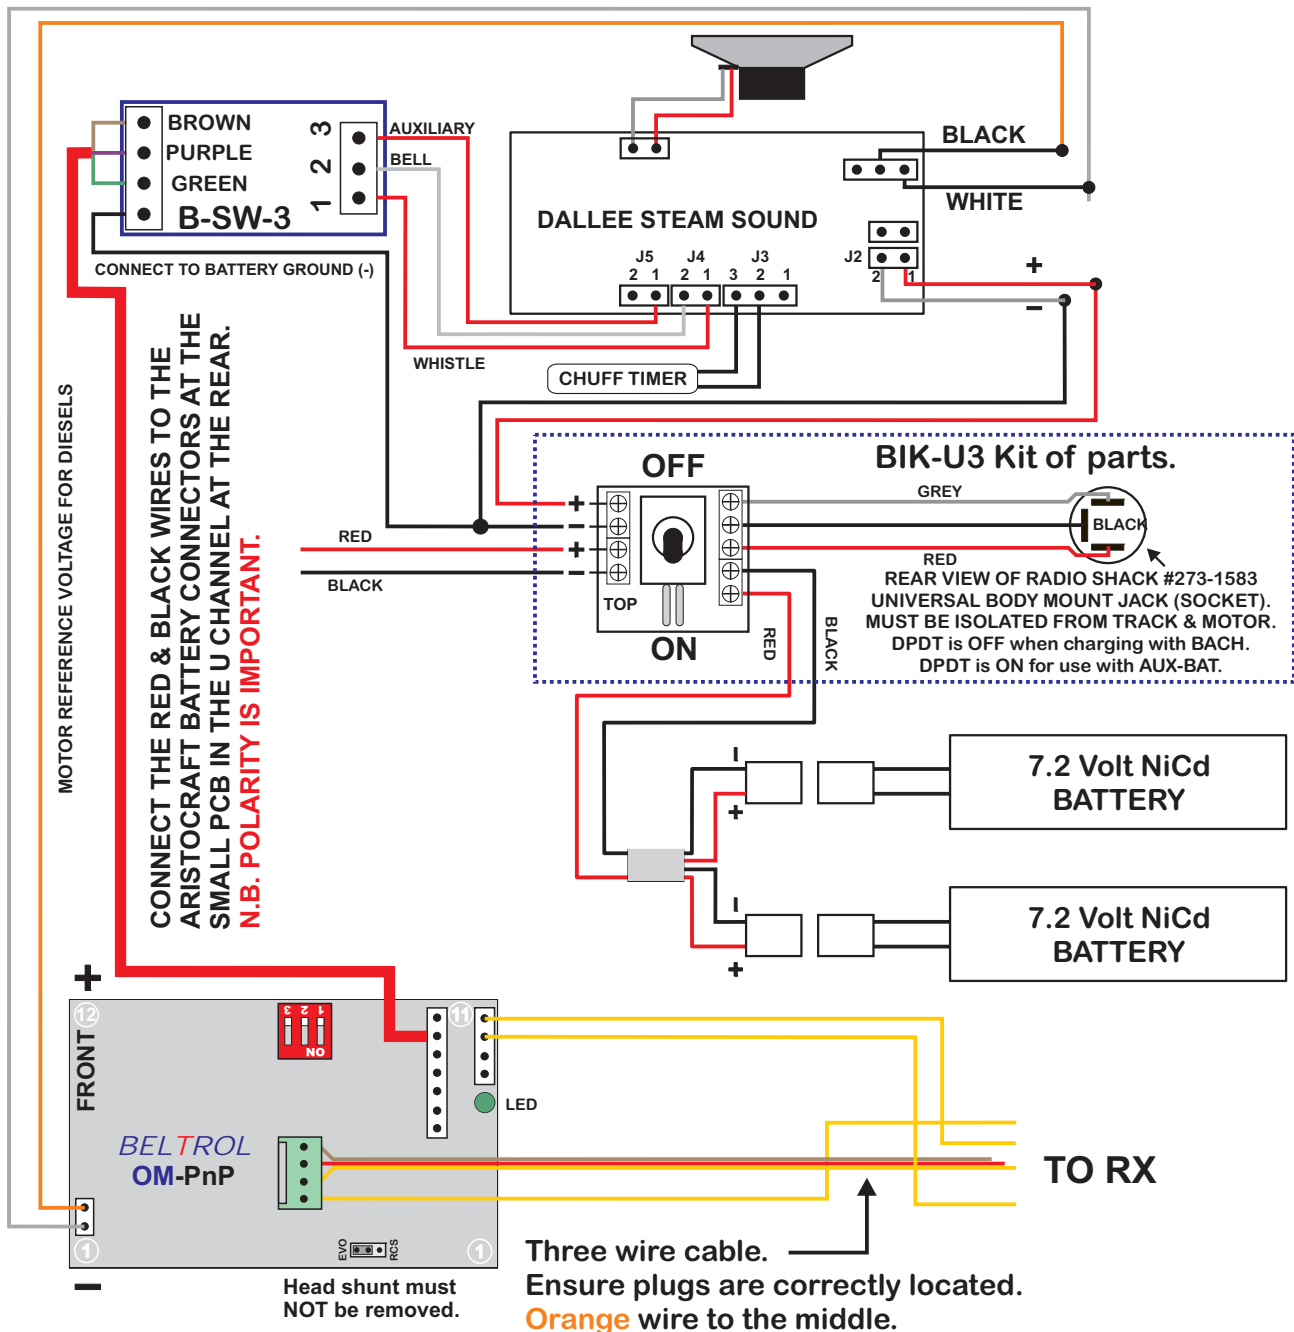 BROWN
PURPLE
GREEN
B-SW-3
3
2
1
AUXILIARY
BELL
WHISTLE
CONNECT TO BATTERY GROUND (-)
DALLEE STEAM SOUND
BLACK
WHITE
J5
J4
J3
J2
2 1
2 1
3 2 1
2 1
+
−
CHUFF TIMER
MOTOR REFERENCE VOLTAGE FOR DIESELS
CONNECT THE RED & BLACK WIRES TO THE
ARISTOCRAFT BATTERY CONNECTORS AT THE
SMALL PCB IN THE U CHANNEL AT THE REAR.
N.B. POLARITY IS IMPORTANT.
BIK-U3 Kit of parts.
OFF
+
−
+
−
TOP
ON
RED
BLACK
GREY
BLACK
RED
REAR VIEW OF RADIO SHACK #273-1583
UNIVERSAL BODY MOUNT JACK (SOCKET).
MUST BE ISOLATED FROM TRACK & MOTOR.
DPDT is OFF when charging with BACH.
DPDT is ON for use with AUX-BAT.
RED
BLACK
−
+
7.2 Volt NiCd
BATTERY
−
+
7.2 Volt NiCd
BATTERY
+
12
FRONT
1 2 3
ON
11
LED
BELTROL
OM-PnP
1
EVO
RCS
1
−
TO RX
Head shunt must
NOT be removed.
Three wire cable.
Ensure plugs are correctly located.
Orange wire to the middle.